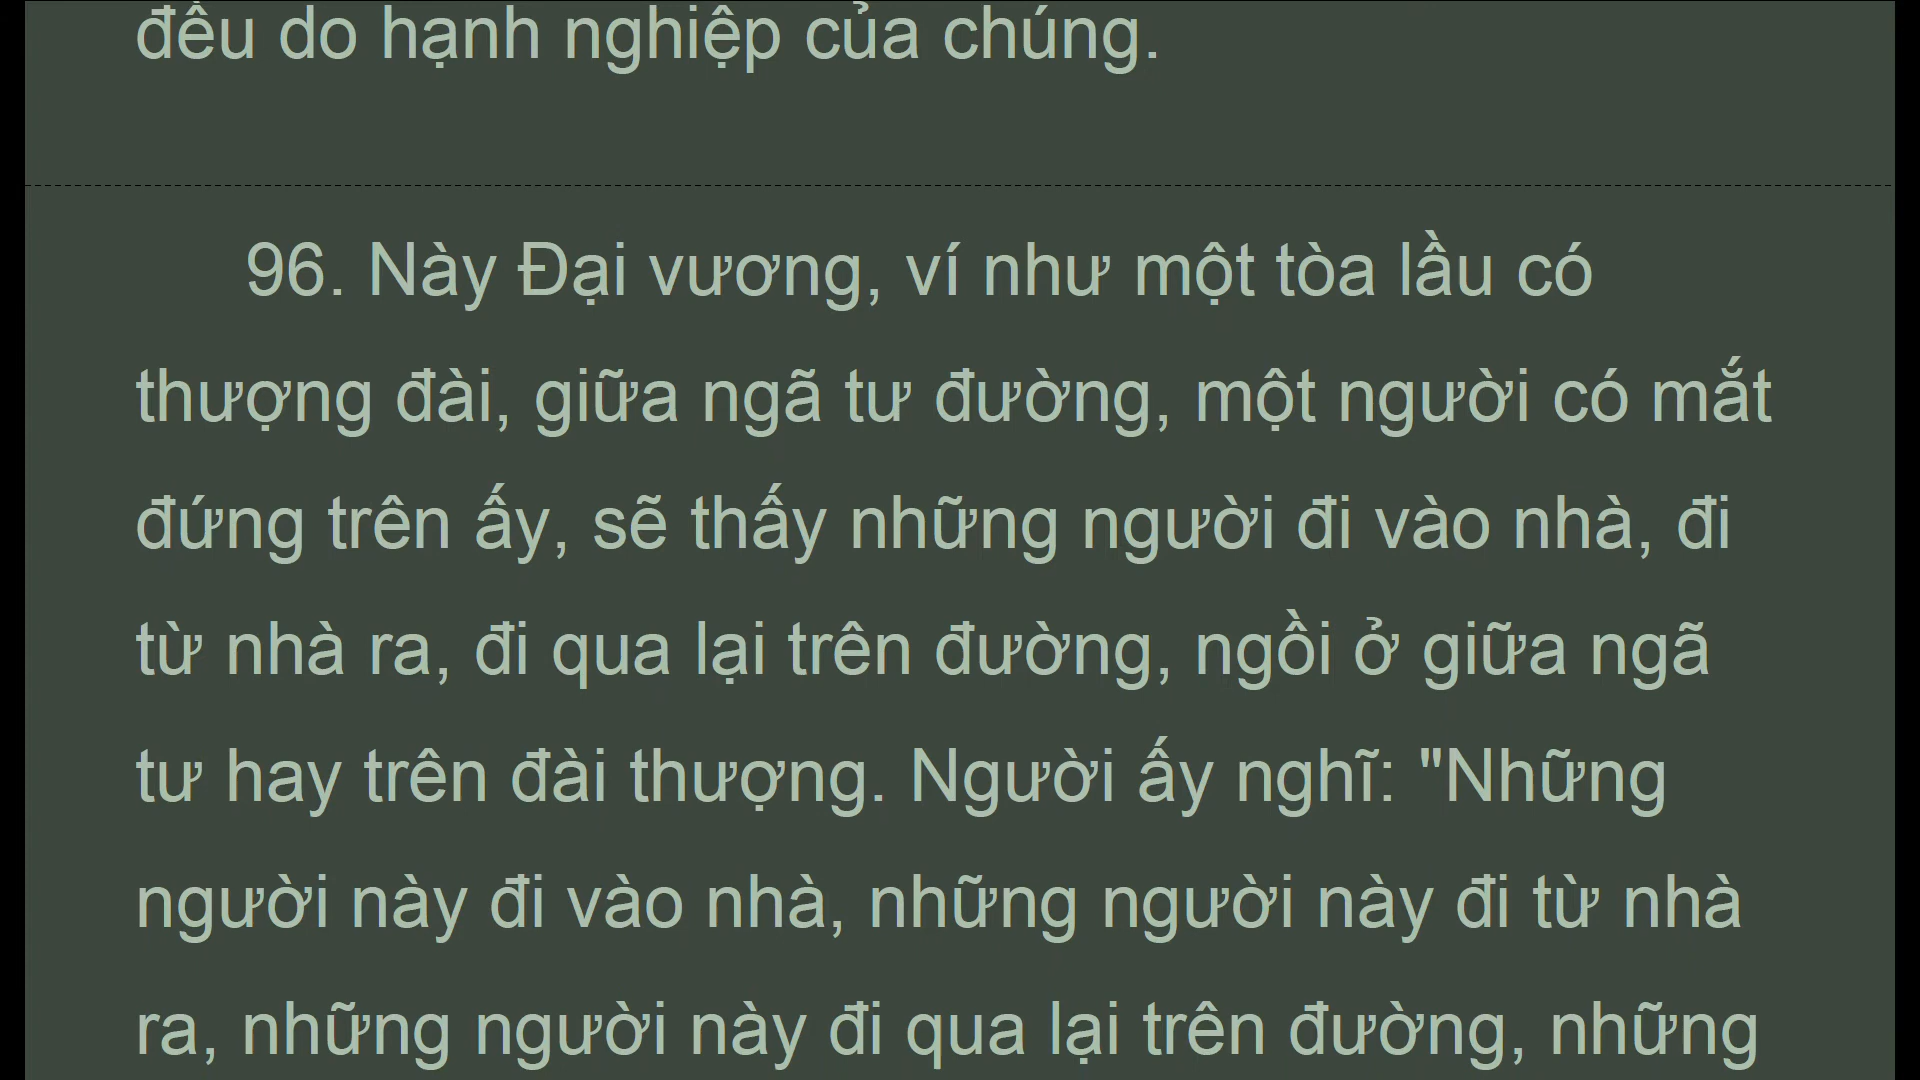 đều do hạnh nghiệp của chúng.
96. Này Đại vương, ví như một tòa lầu có
thượng đài, giữa ngã tư đường, một người có mắt
đứng trên ấy, sẽ thấy những người đi vào nhà, đi
từ nhà ra, đi qua lại trên đường, ngồi ở giữa ngã
tư hay trên đài thượng. Người ấy nghĩ: "Những
người này đi vào nhà, những người này đi từ nhà
ra, những người này đi qua lại trên đường, những